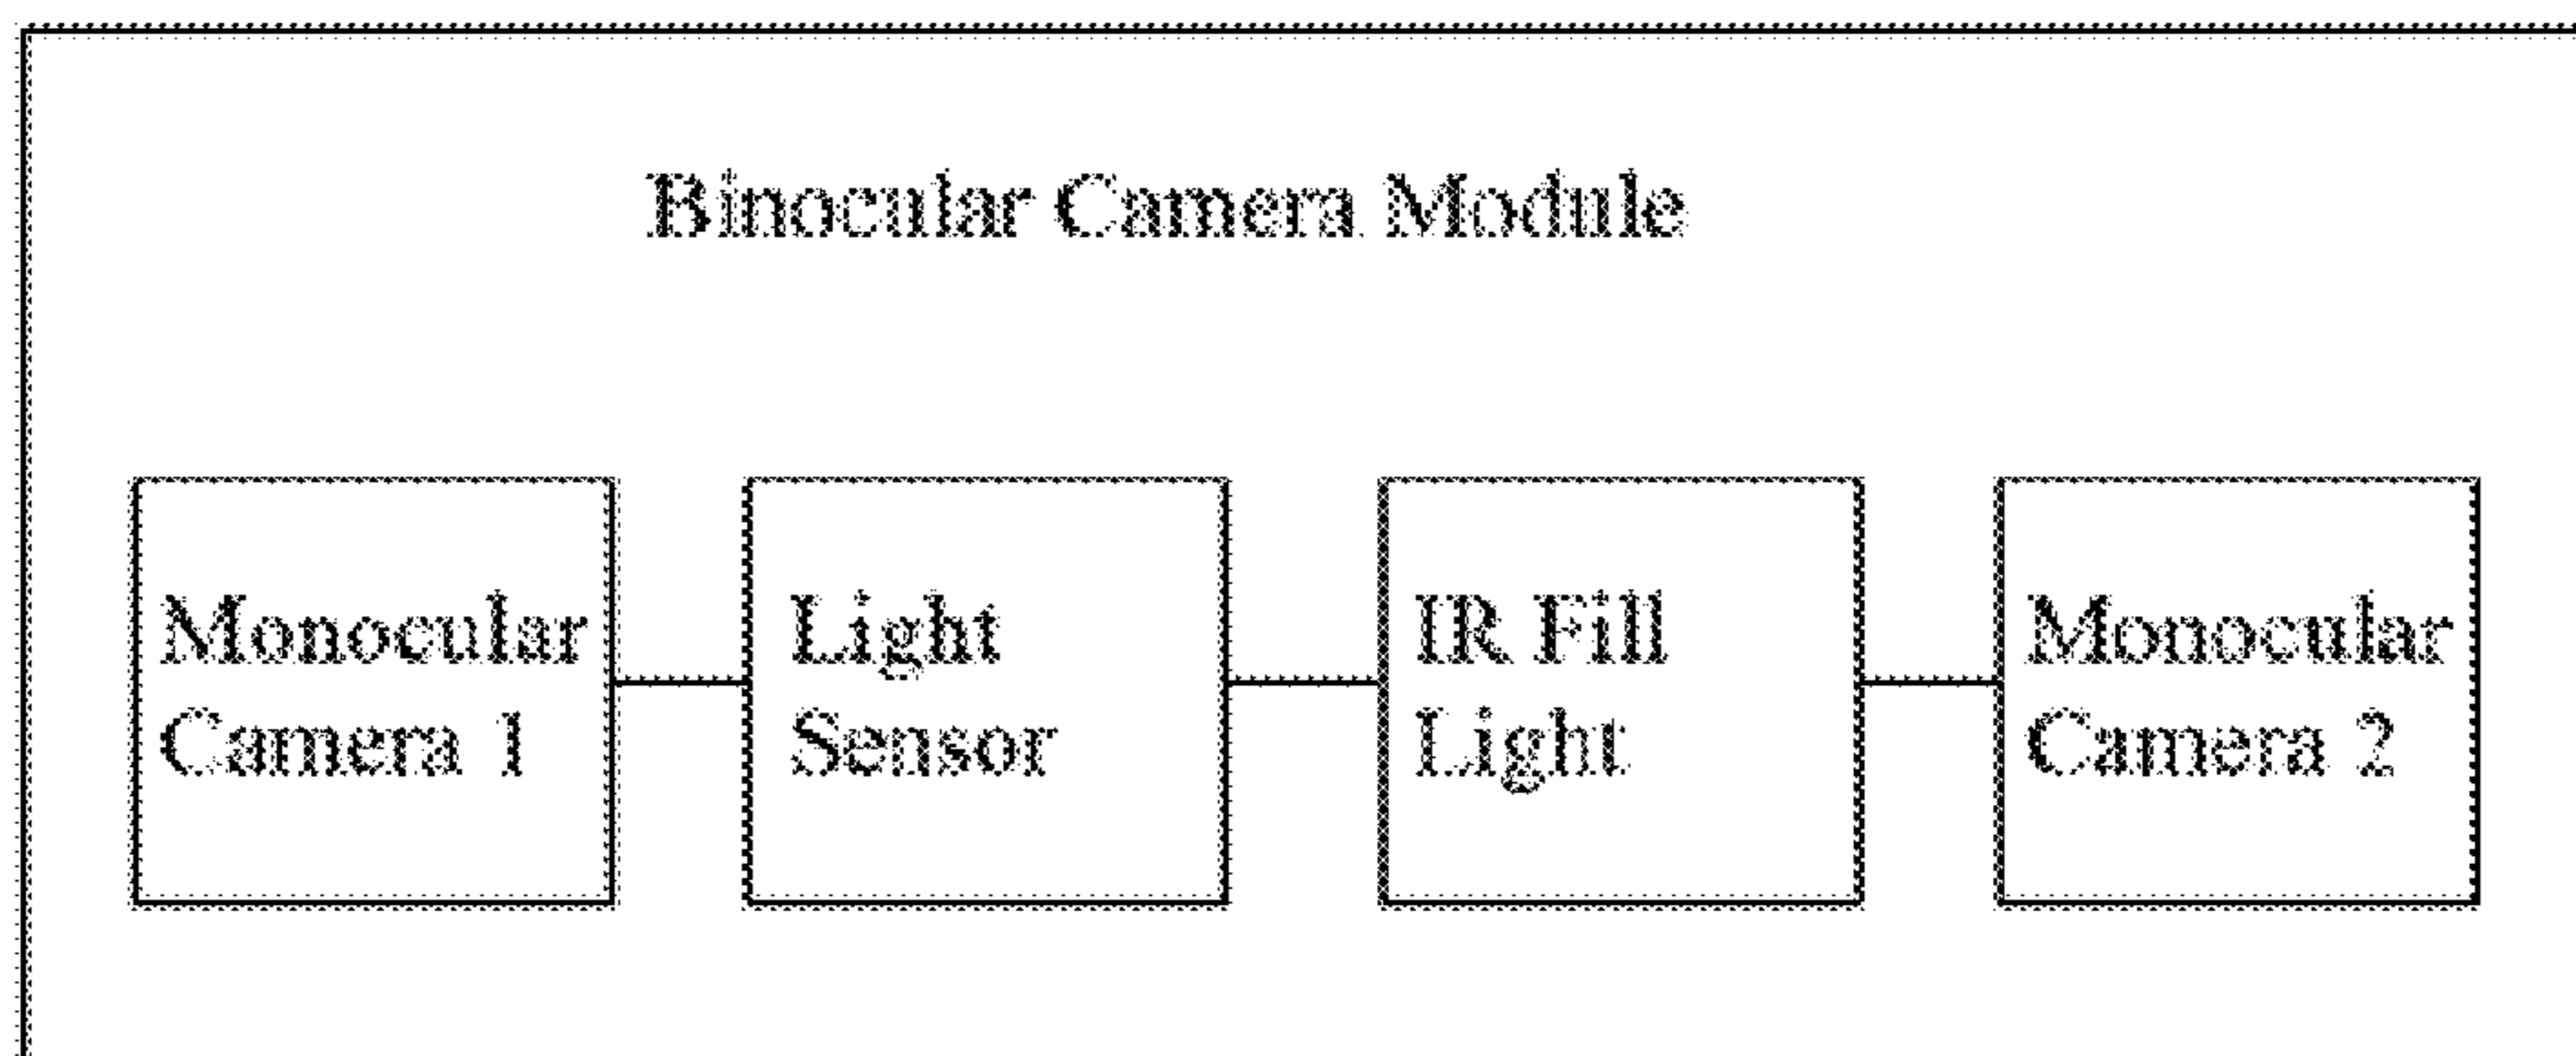 Binocular Camera Module
Monocular
Camera 1
Light
Sensor
IR Fill
Light
Monocular
Camera 2